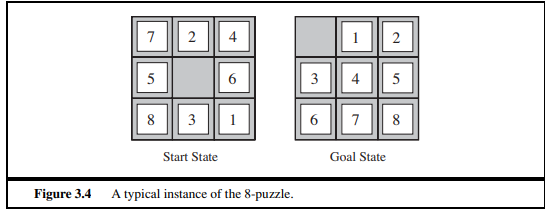 7 2 4 1 2
5 6 3 4 5
8 3 1 6 7 8
Start State Goal State
Figure 3.4 A typical instance of the 8-puzzle.